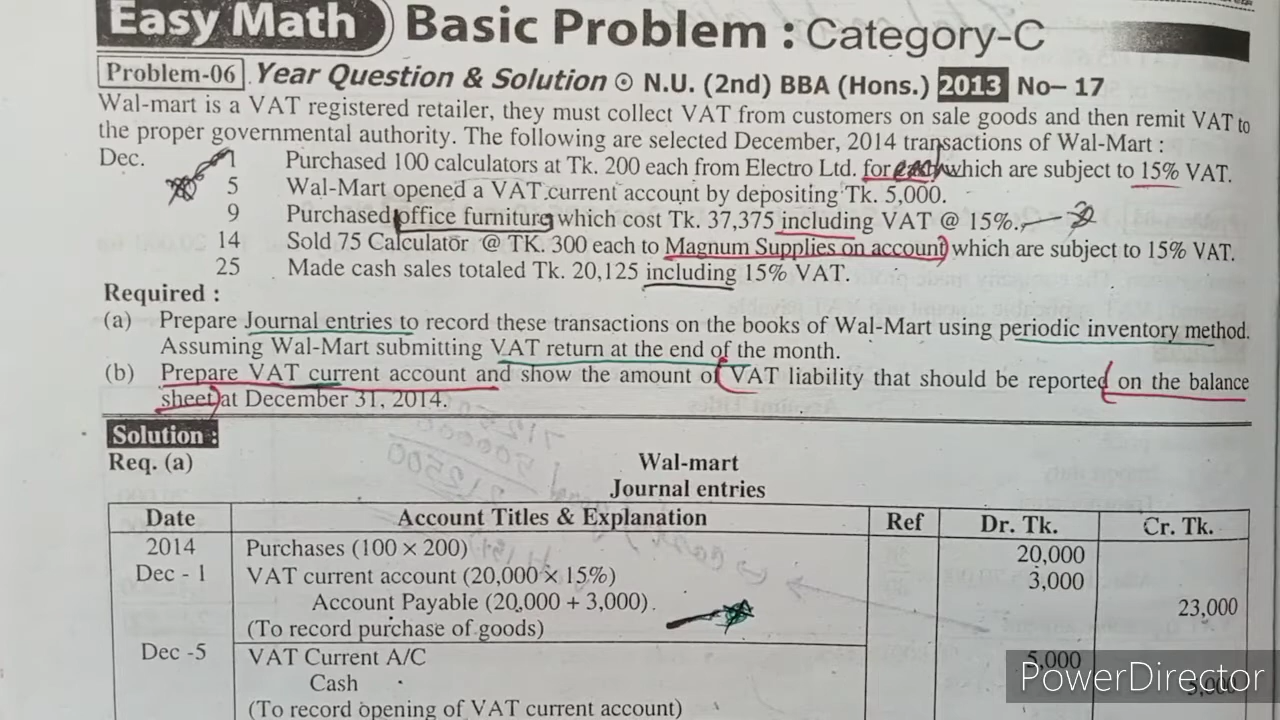 Easy Math Basic Problem : Category-C
Problem-06 Year Question & Solution ⊙ N.U. (2nd) BBA (Hons.) 2013 No– 17
Wal-mart is a VAT registered retailer, they must collect VAT from customers on sale goods and then remit VAT to
the proper governmental authority. The following are selected December, 2014 transactions of Wal-Mart :
Dec. 1 Purchased 100 calculators at Tk. 200 each from Electro Ltd. for which are subject to 15% VAT.
5 Wal-Mart opened a VAT current account by depositing Tk. 5,000.
9 Purchased office furniture which cost Tk. 37,375 including VAT @ 15%.
14 Sold 75 Calculator @ TK. 300 each to Magnum Supplies on account which are subject to 15% VAT.
25 Made cash sales totaled Tk. 20,125 including 15% VAT.
Required :
(a) Prepare Journal entries to record these transactions on the books of Wal-Mart using periodic inventory method.
Assuming Wal-Mart submitting VAT return at the end of the month.
(b) Prepare VAT current account and show the amount of VAT liability that should be reported on the balance
sheet at December 31, 2014.
Solution :
Req. (a) Wal-mart
Journal entries
Date Account Titles & Explanation Ref Dr. Tk. Cr. Tk.
2014 Purchases (100 × 200) 20,000
Dec - 1 VAT current account (20,000 × 15%) 3,000
Account Payable (20,000 + 3,000). 23,000
(To record purchase of goods)
Dec -5 VAT Current A/C 5,000
Cash 5,000
(To record opening of VAT current account)
PowerDirector